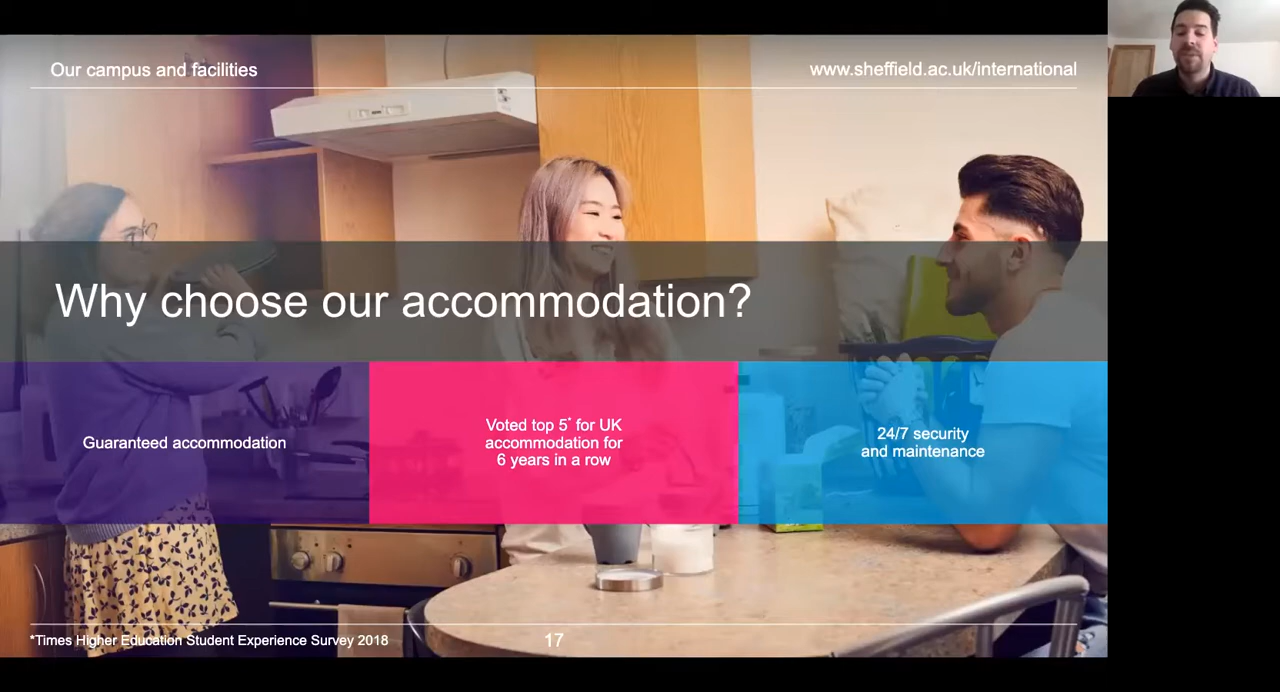 Our campus and facilities
www.sheffield.ac.uk/international
Why choose our accommodation?
Guaranteed accommodation
Voted top 5* for UK
accommodation for
6 years in a row
24/7 security
and maintenance
*Times Higher Education Student Experience Survey 2018
17